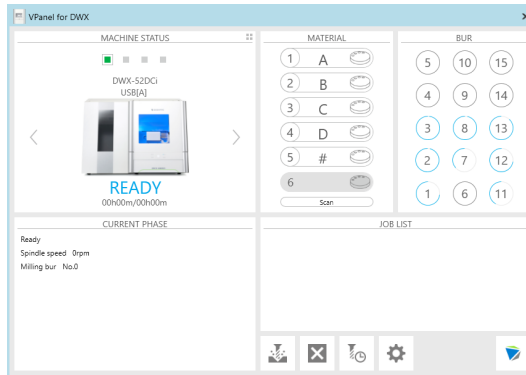 VPanel for DWX
MACHINE STATUS
DWX-52DCi
USB[A]
READY
00h00m/00h00m
MATERIAL
1 A
2 B
3 C
4 D
5 #
6
Scan
BUR
5 10 15
4 9 14
3 8 13
2 7 12
1 6 11
CURRENT PHASE
Ready
Spindle speed 0rpm
Milling bur No.0
JOB LIST